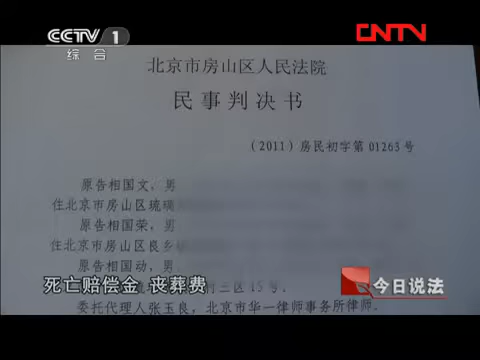 CCTV 1
综合
CNTV
北京市房山区人民法院
民事判决书
(2011)房民初字第01263号
原告相国文，男
住北京市房山区琉璃
原告相国荣，男
住北京市房山区良乡
原告相国动，男
三区15号。
死亡赔偿金 丧葬费
今日说法
委托代理人张玉良，北京市华一律师事务所律师。